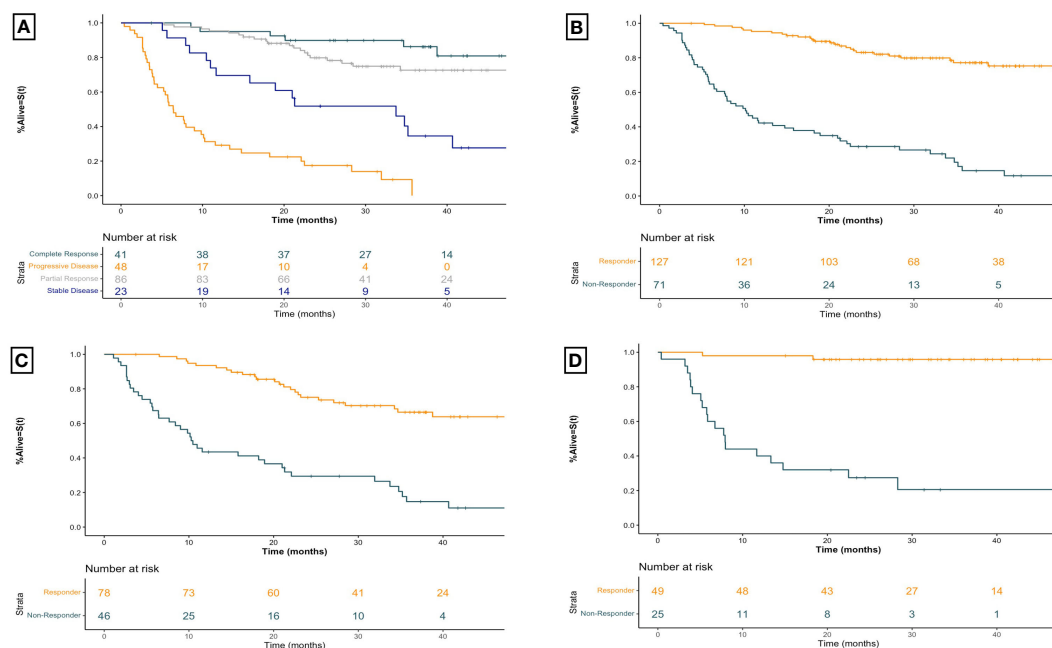 A
%Alive=S(t)
1.0
0.8
0.6
0.4
0.2
0.0
0 10 20 30 40
Time (months)
Number at risk
Strata
Complete Response 41 38 37 27 14
Progressive Disease 48 17 10 4 0
Partial Response 86 83 66 41 24
Stable Disease 23 19 14 9 5
0 10 20 30 40
Time (months)
B
%Alive=S(t)
1.0
0.8
0.6
0.4
0.2
0.0
0 10 20 30 40
Time (months)
Number at risk
Strata
Responder 127 121 103 68 38
Non-Responder 71 36 24 13 5
0 10 20 30 40
Time (months)
C
%Alive=S(t)
1.0
0.8
0.6
0.4
0.2
0.0
0 10 20 30 40
Time (months)
Number at risk
Strata
Responder 78 73 60 41 24
Non-Responder 46 25 16 10 4
0 10 20 30 40
Time (months)
D
%Alive=S(t)
1.0
0.8
0.6
0.4
0.2
0.0
0 10 20 30 40
Time (months)
Number at risk
Strata
Responder 49 48 43 27 14
Non-Responder 25 11 8 3 1
0 10 20 30 40
Time (months)